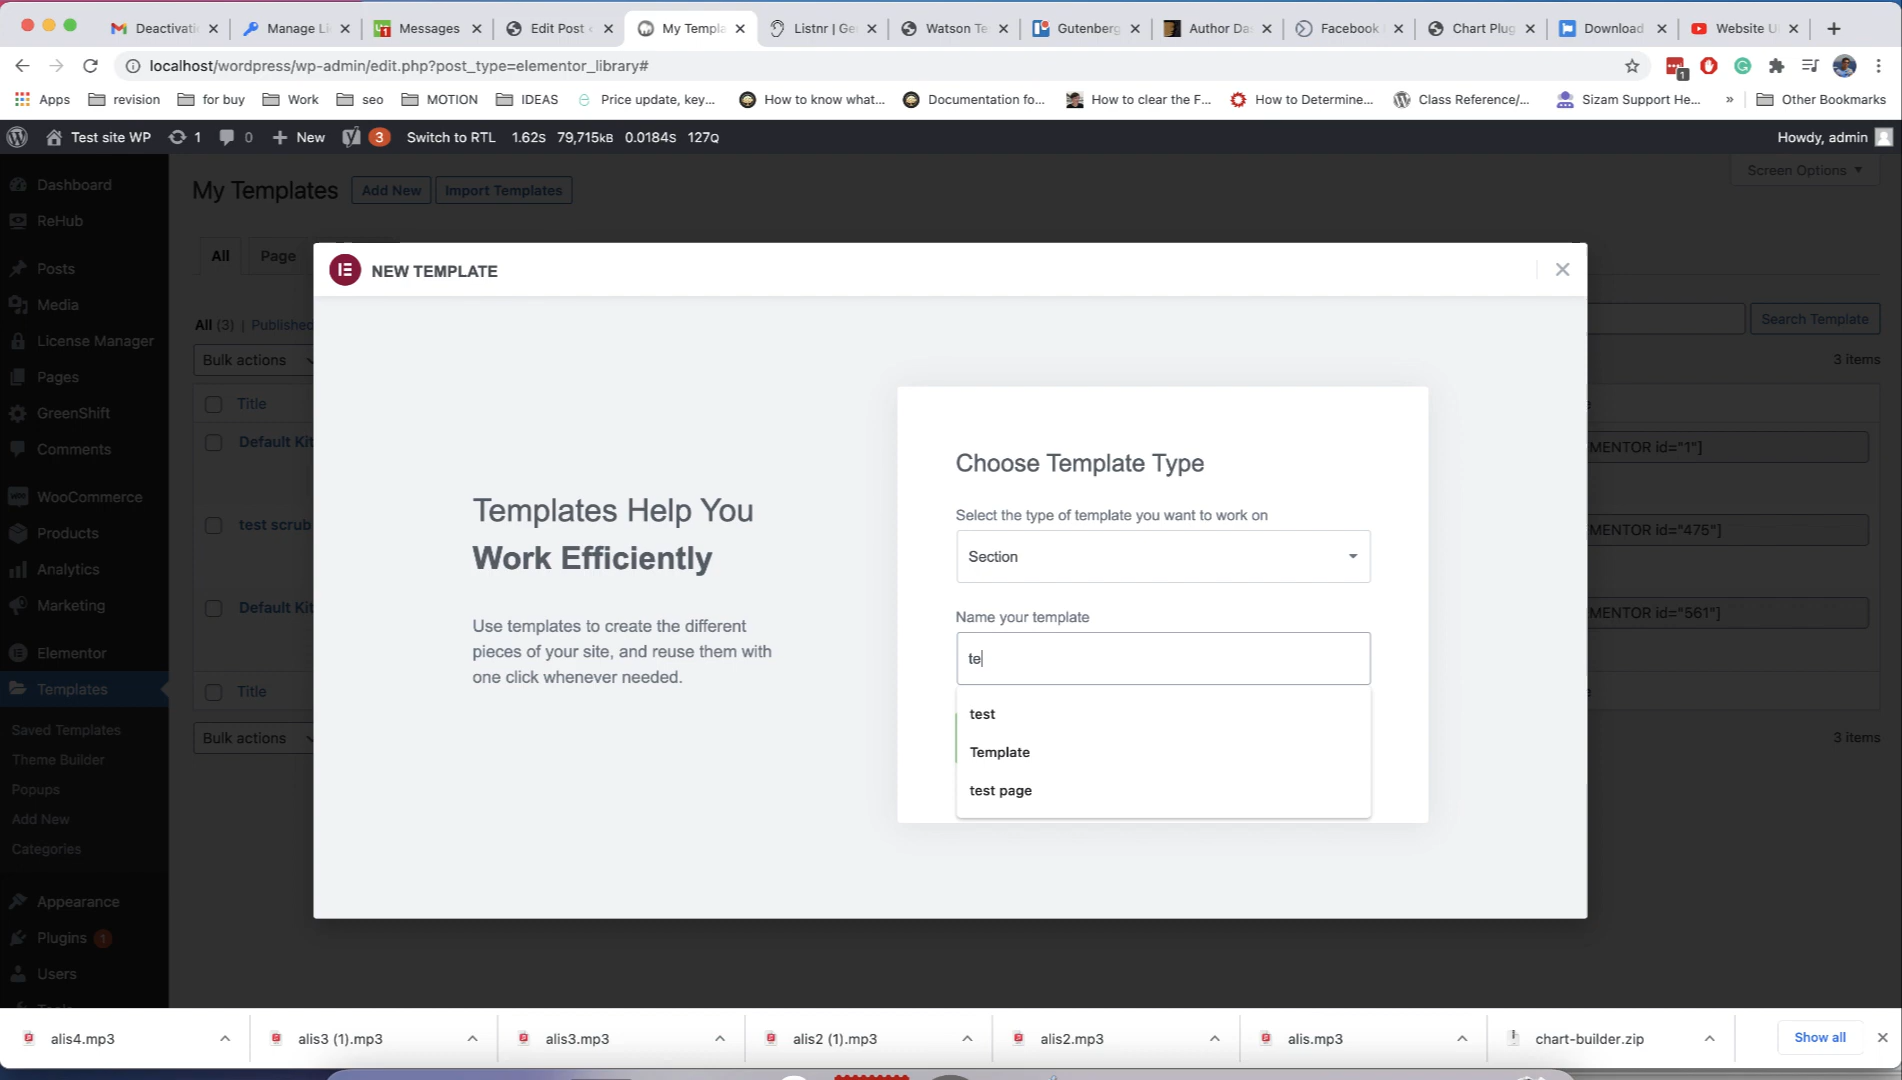 Deactivati
Manage Li
Messages
Edit Post
My Templa
Listnr | Ge
Watson Te
Gutenberg
Author Da
Facebook
Chart Plug
Download
Website U
localhost/wordpress/wp-admin/edit.php?post_type=elementor_library#
Apps
revision
for buy
Work
seo
MOTION
IDEAS
Price update, key...
How to know what...
Documentation fo...
How to clear the F...
How to Determine...
Class Reference/...
Sizam Support He...
»
Other Bookmarks
Test site WP
1
0
New
3
Switch to RTL
1.62S 79,715KB 0.0184S 127Q
Howdy, admin
Dashboard
ReHub
Posts
Media
License Manager
Pages
GreenShift
Comments
WooCommerce
Products
Analytics
Marketing
Elementor
Templates
Saved Templates
Theme Builder
Popups
Add New
Categories
Appearance
Plugins 1
Users
My Templates
Add New
Import Templates
Screen Options
All
Page
All (3) | Published
Bulk actions
Search Template
3 items
Title
Default Kit
MENTOR id="1"]
test scrub
MENTOR id="475"]
Default Kit
MENTOR id="561"]
Title
Bulk actions
3 items
NEW TEMPLATE
Templates Help You
Work Efficiently
Use templates to create the different
pieces of your site, and reuse them with
one click whenever needed.
Choose Template Type
Select the type of template you want to work on
Section
Name your template
te
test
Template
test page
alis4.mp3
alis3 (1).mp3
alis3.mp3
alis2 (1).mp3
alis2.mp3
alis.mp3
chart-builder.zip
Show all